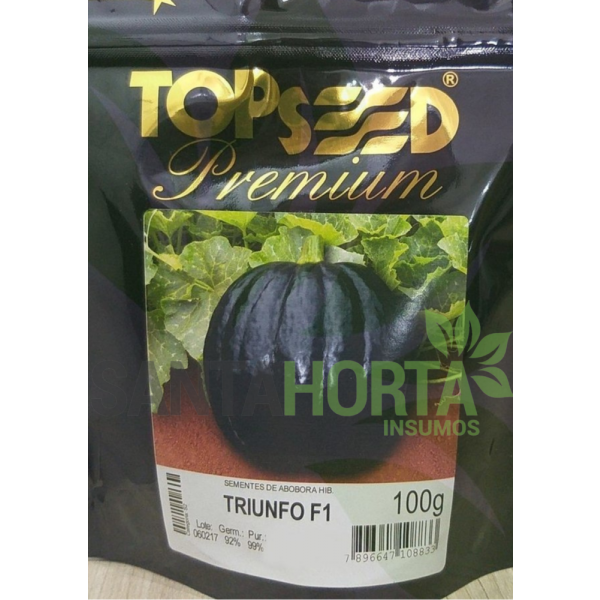 TOPSEED®
Premium
SANTAHORTA
INSUMOS
SEMENTES DE ABOBORA HIB.
TRIUNFO F1 100g
Lote: Germ.: Pur.:
060217 92% 99%
7 896647 10883